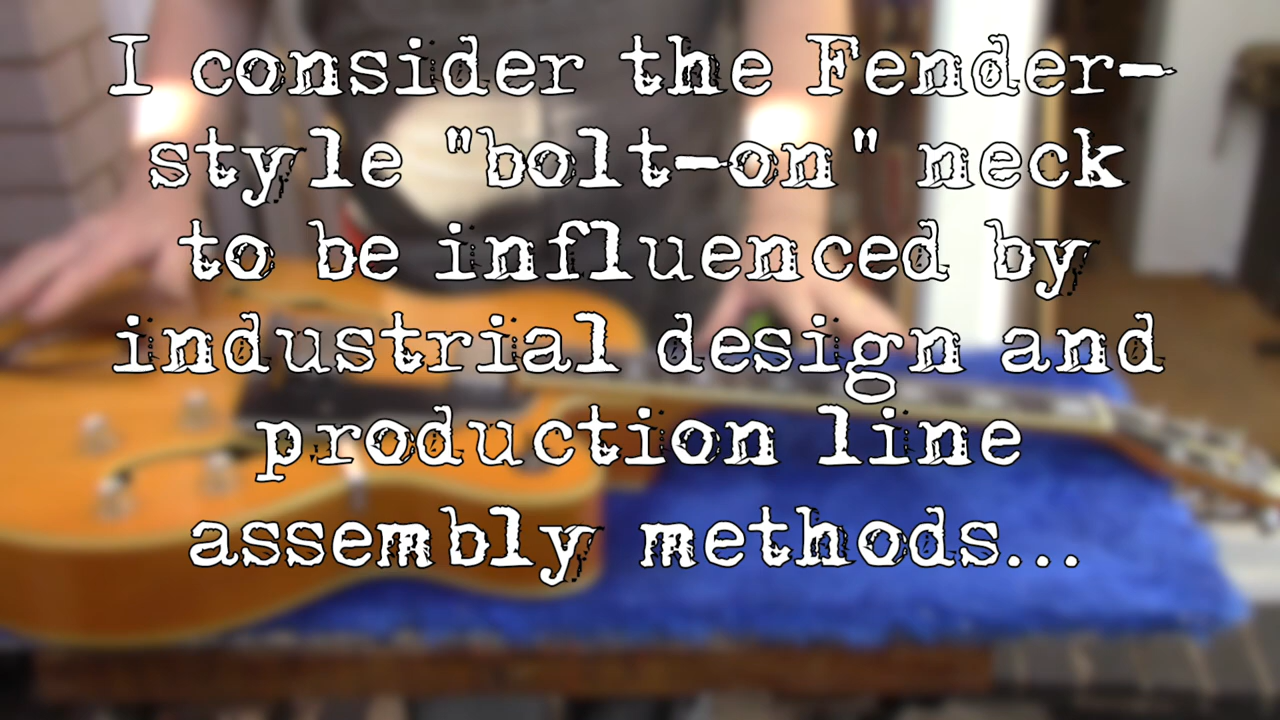 I consider the Fender-
style "bolt-on" neck
to be influenced by
industrial design and
production line
assembly methods...